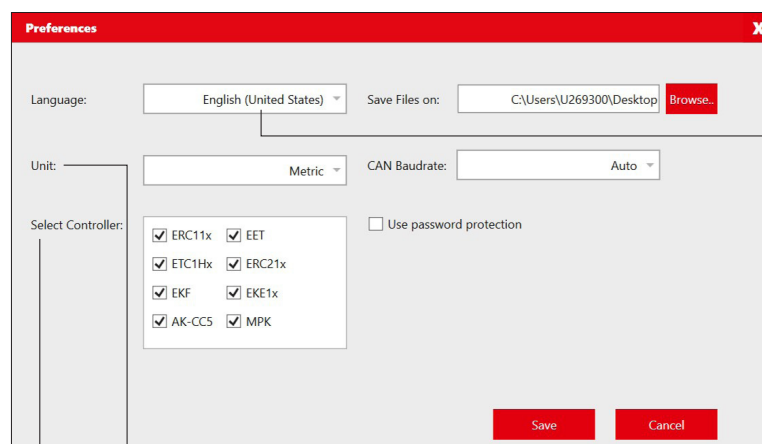 Preferences X
Language: English (United States) Save Files on: C:\Users\U269300\Desktop Browse..
Unit: Metric CAN Baudrate: Auto
Select Controller: Use password protection
ERC11x EET
ETC1Hx ERC21x
EKF EKE1x
AK-CC5 MPK
Save Cancel